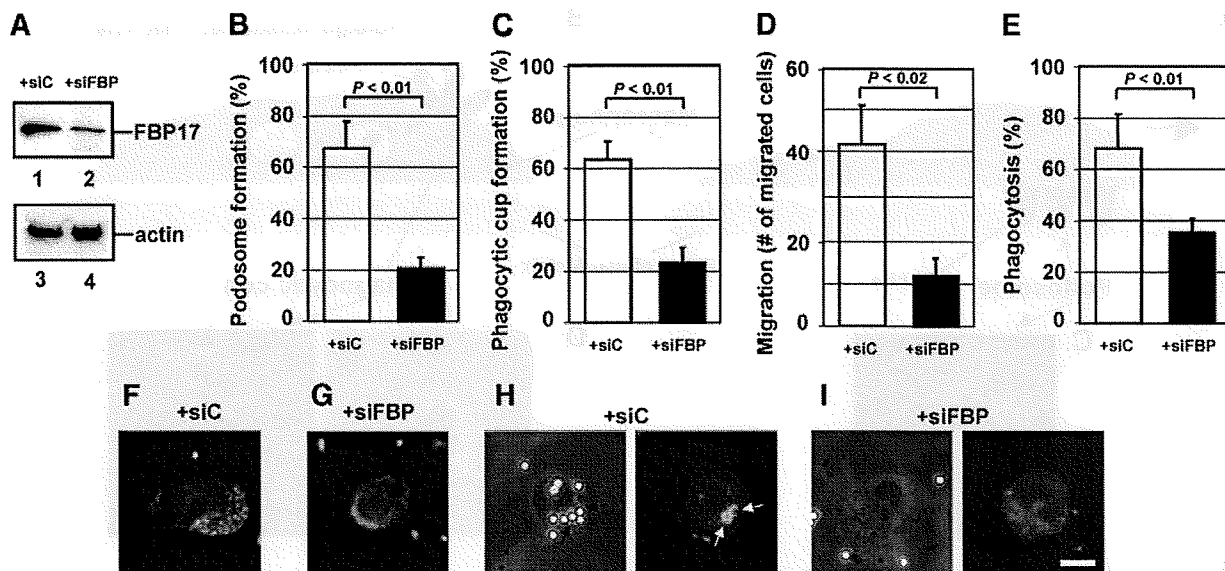 A
+siC +siFBP
FBP17
1 2
actin
3 4
B
Podosome formation (%)
100
80
60
40
20
0
P < 0.01
+siC +siFBP
C
Phagocytic cup formation (%)
100
80
60
40
20
0
P < 0.01
+siC +siFBP
D
Migration (# of migrated cells)
60
40
20
0
P < 0.02
+siC +siFBP
E
Phagocytosis (%)
100
80
60
40
20
0
P < 0.01
+siC +siFBP
F
+siC
G
+siFBP
H
+siC
I
+siFBP